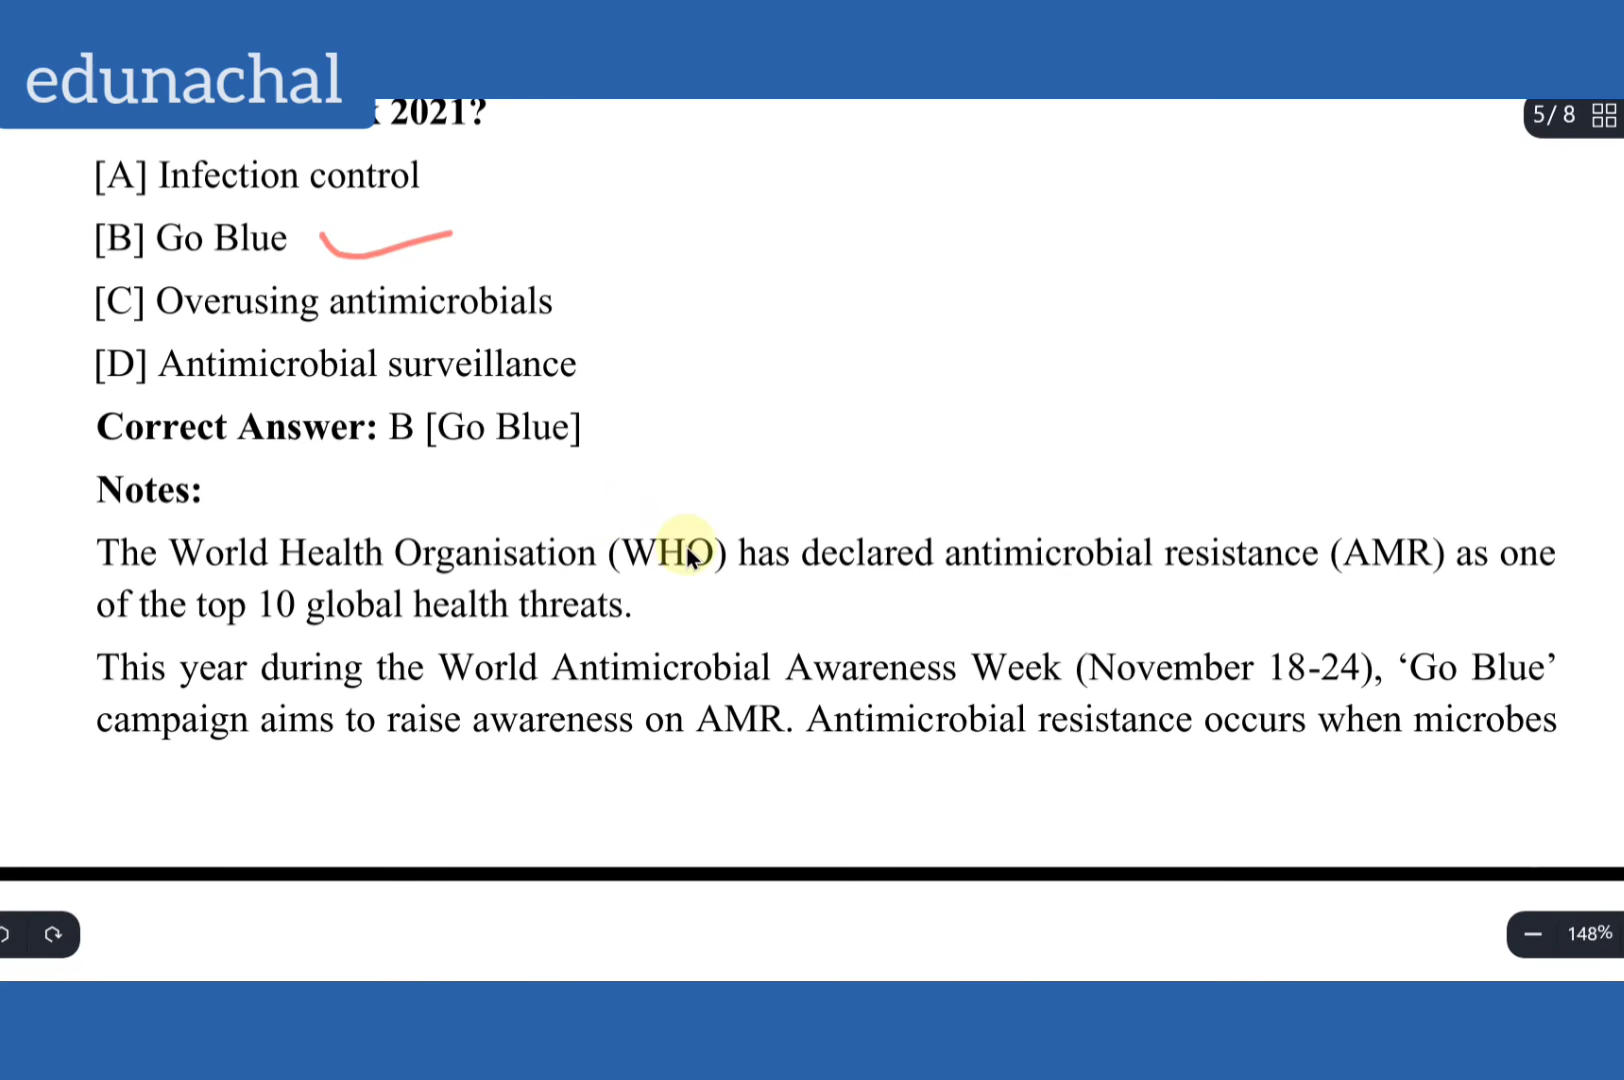 edunachal
2021?
5/8
[A] Infection control
[B] Go Blue
[C] Overusing antimicrobials
[D] Antimicrobial surveillance
Correct Answer: B [Go Blue]
Notes:
The World Health Organisation (WHO) has declared antimicrobial resistance (AMR) as one
of the top 10 global health threats.
This year during the World Antimicrobial Awareness Week (November 18-24), ‘Go Blue’
campaign aims to raise awareness on AMR. Antimicrobial resistance occurs when microbes
148%